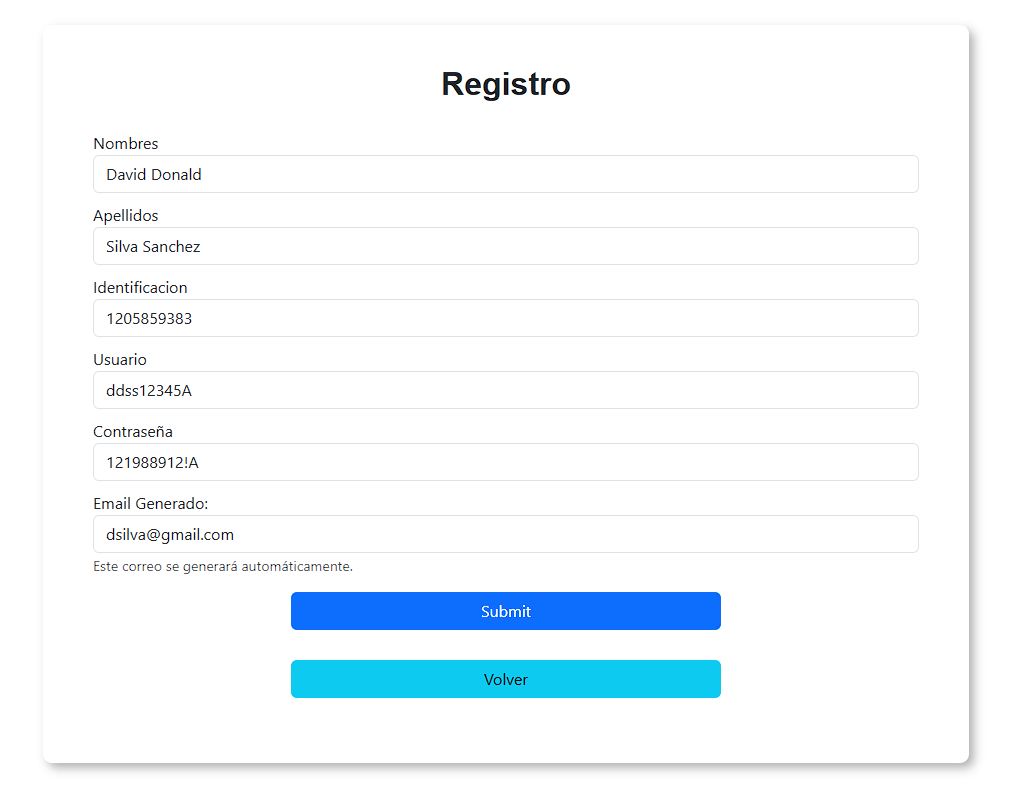 Registro
Nombres
David Donald
Apellidos
Silva Sanchez
Identificacion
1205859383
Usuario
ddss12345A
Contraseña
121988912!A
Email Generado:
dsilva@gmail.com
Este correo se generará automáticamente.
Submit
Volver